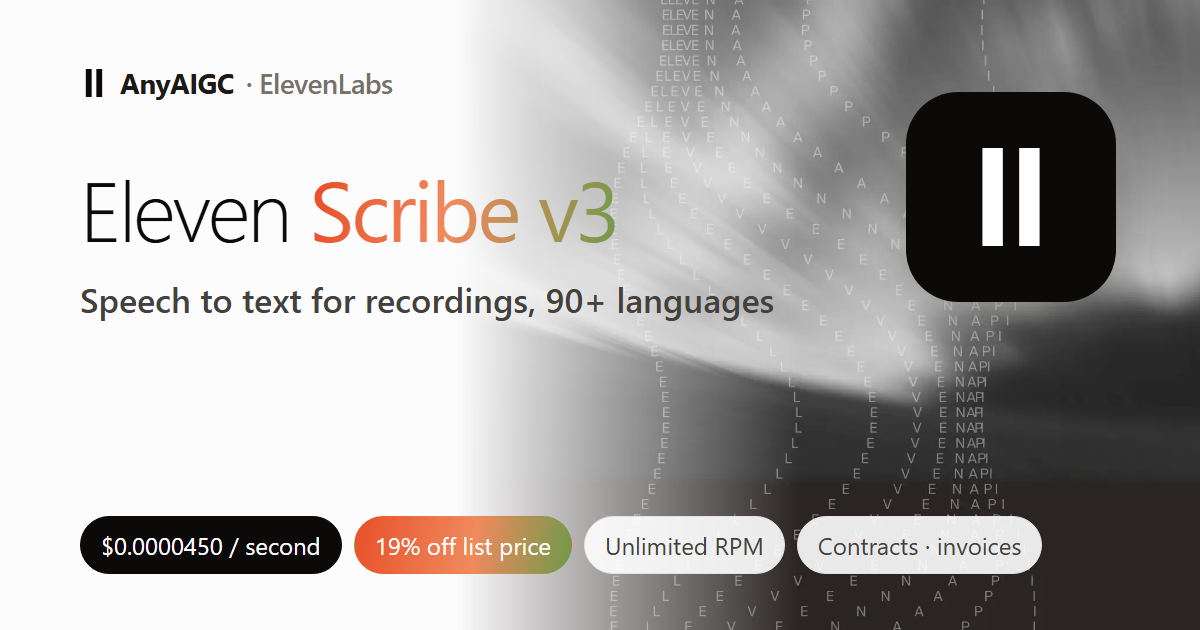 AnyAIGC · ElevenLabs
Eleven Scribe v3
Speech to text for recordings, 90+ languages
$0.0000450 / second
19% off list price
Unlimited RPM
Contracts · invoices